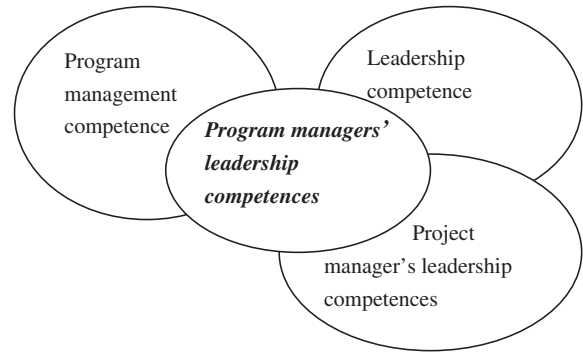 Program
management
competence
Leadership
competence
Program managers’
leadership
competences
Project
manager’s leadership
competences